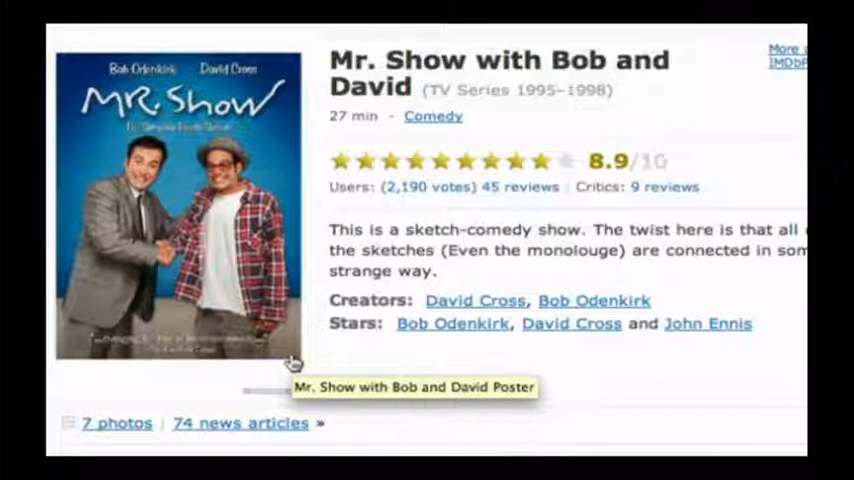 Bob Odenkirk David Cross
MR. Show
Mr. Show with Bob and
David (TV Series 1995–1998)
More
IMDbP
27 min - Comedy
8.9/10
Users: (2,190 votes) 45 reviews | Critics: 9 reviews
This is a sketch-comedy show. The twist here is that all
the sketches (Even the monolouge) are connected in som
strange way.
Creators: David Cross, Bob Odenkirk
Stars: Bob Odenkirk, David Cross and John Ennis
Mr. Show with Bob and David Poster
7 photos | 74 news articles »